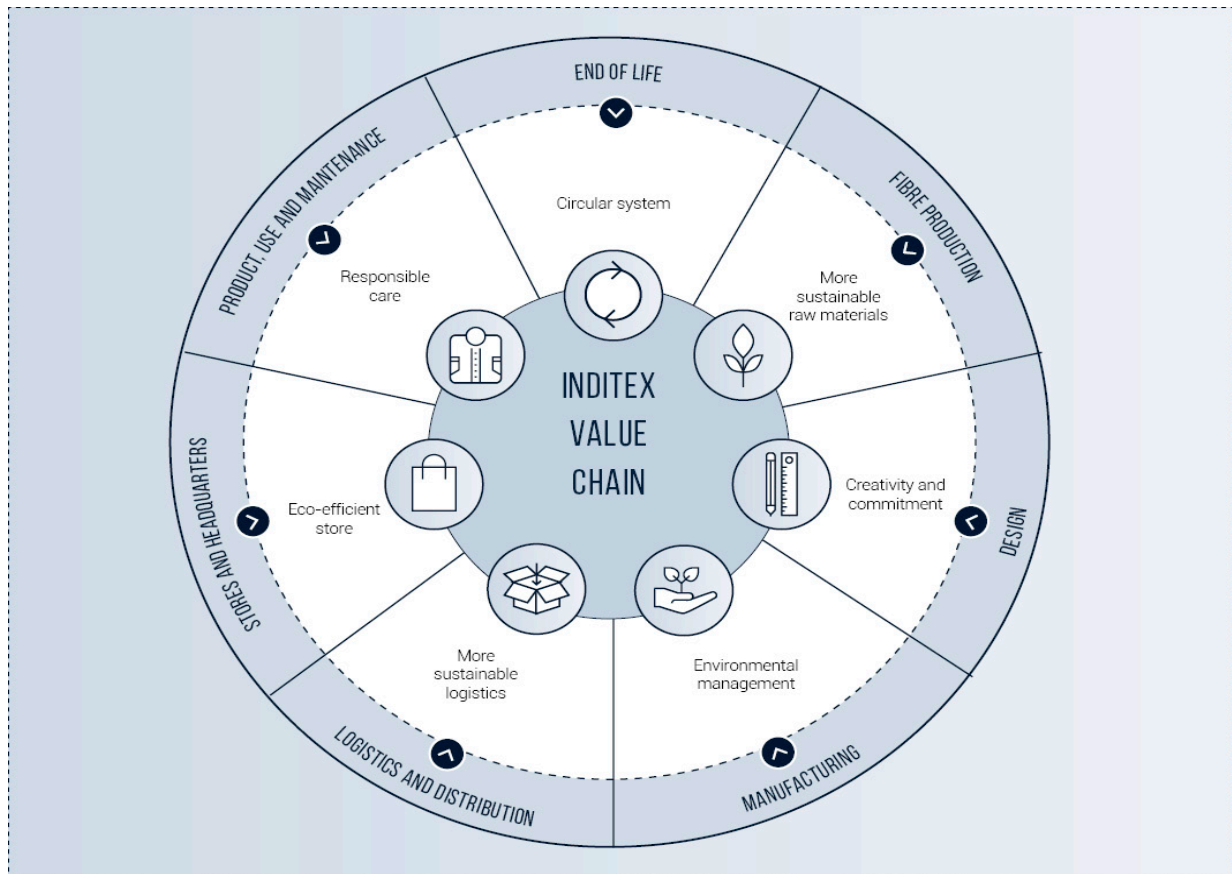 END OF LIFE
Circular system
FIBRE PRODUCTION
More
sustainable
raw materials
DESIGN
Creativity and
commitment
MANUFACTURING
Environmental
management
LOGISTICS AND DISTRIBUTION
More
sustainable
logistics
STORES AND HEADQUARTERS
Eco-efficient
store
PRODUCT, USE AND MAINTENANCE
Responsible
care
INDITEX
VALUE
CHAIN